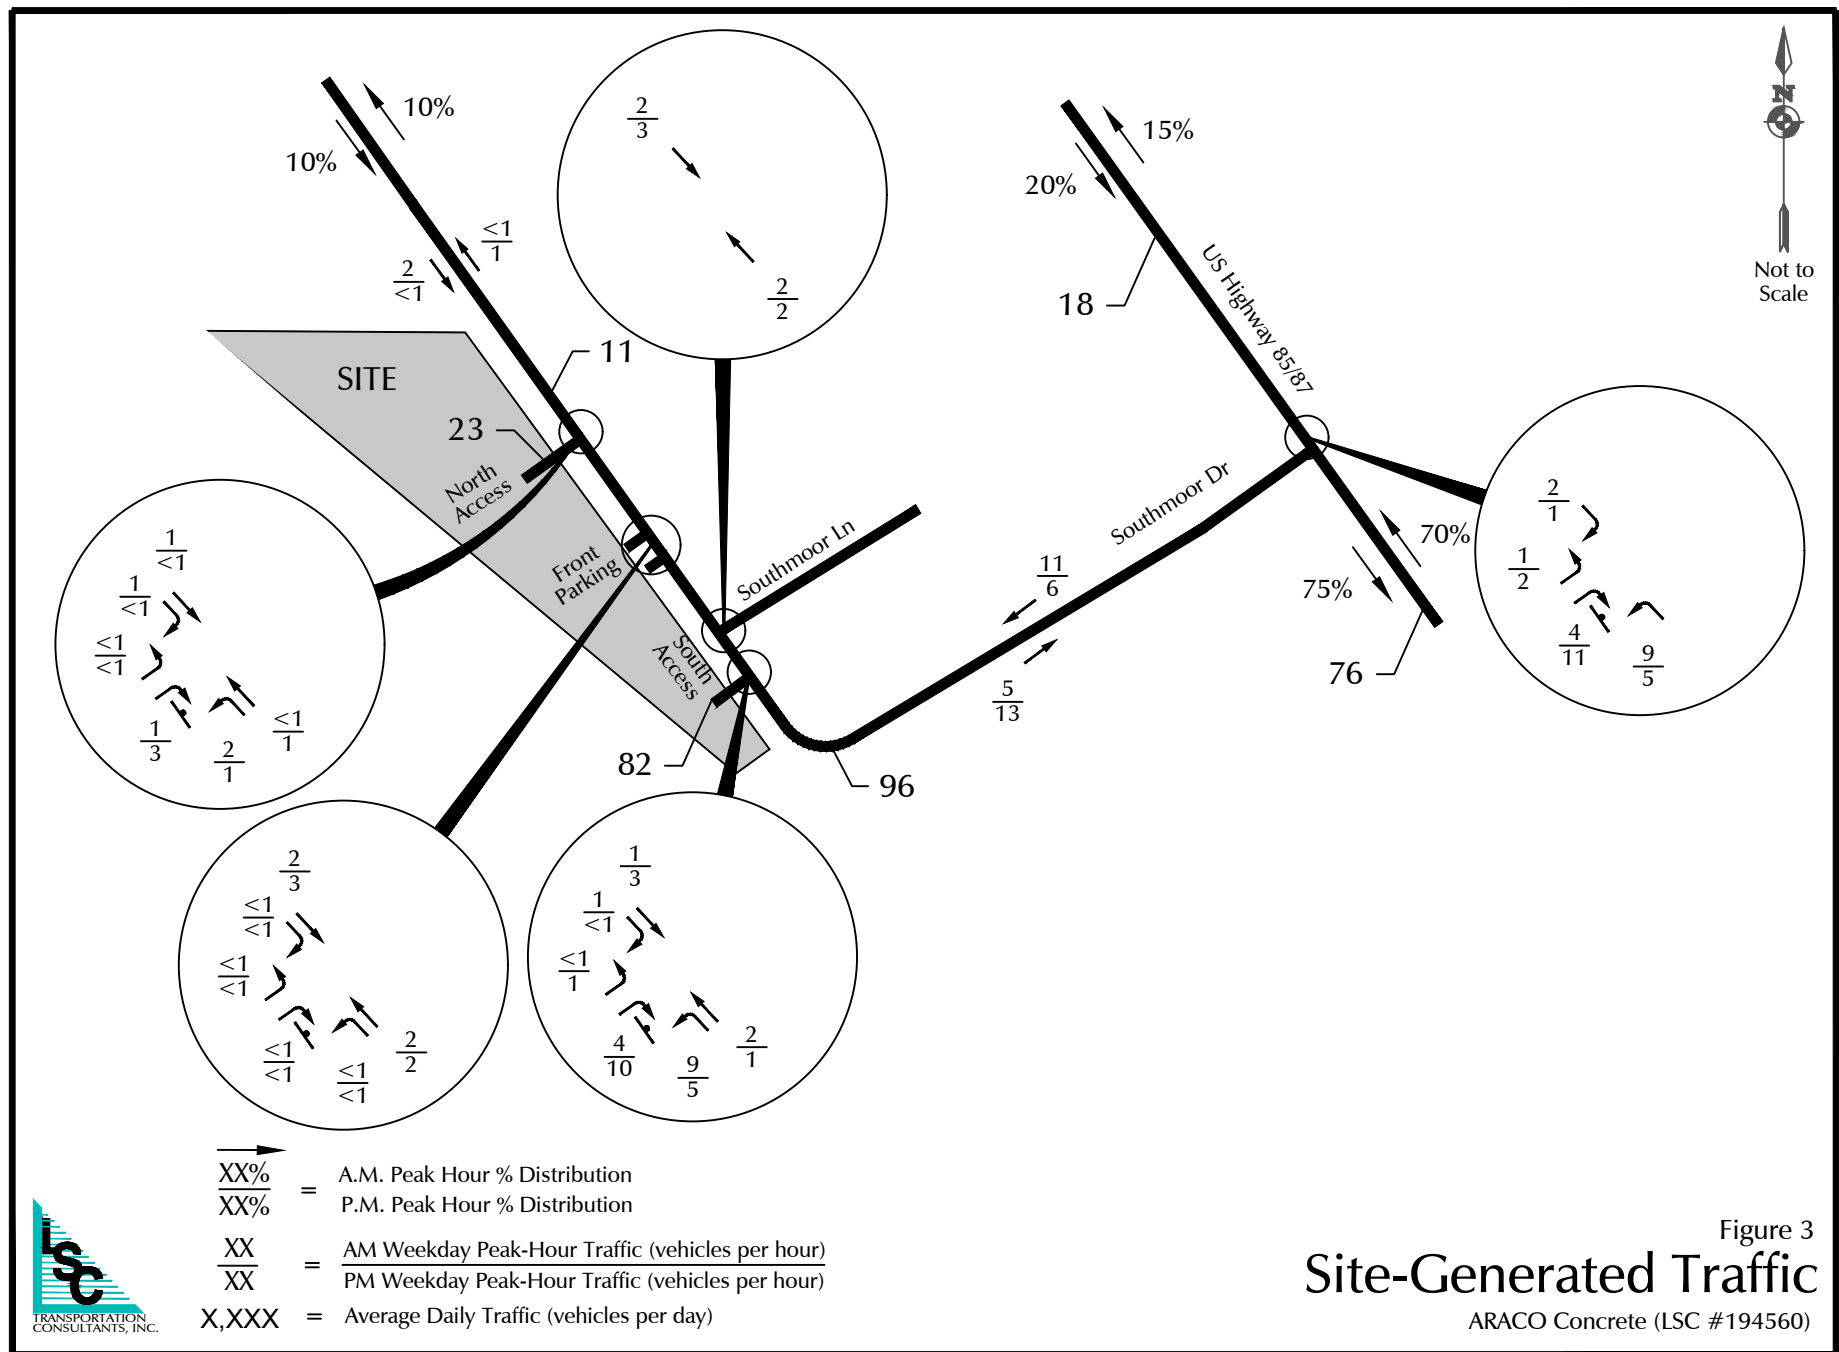 10%
10%
<1
1
2
<1
2
3
2
2
15%
20%
18
US Highway 85/87
N
Not to
Scale
SITE
11
23
North
Access
Front
Parking
Southmoor Ln
South
Access
82
96
Southmoor Dr
11
6
5
13
70%
75%
76
2
1
1
2
4
11
9
5
1
<1
1
<1
<1
<1
1
3
2
1
<1
1
2
3
<1
<1
<1
<1
<1
<1
<1
<1
2
2
1
3
1
<1
<1
1
4
10
9
5
2
1
XX%
XX%
=
A.M. Peak Hour % Distribution
P.M. Peak Hour % Distribution
XX
XX
=
AM Weekday Peak-Hour Traffic (vehicles per hour)
PM Weekday Peak-Hour Traffic (vehicles per hour)
X,XXX = Average Daily Traffic (vehicles per day)
LSC
TRANSPORTATION
CONSULTANTS, INC.
Figure 3
Site-Generated Traffic
ARACO Concrete (LSC #194560)